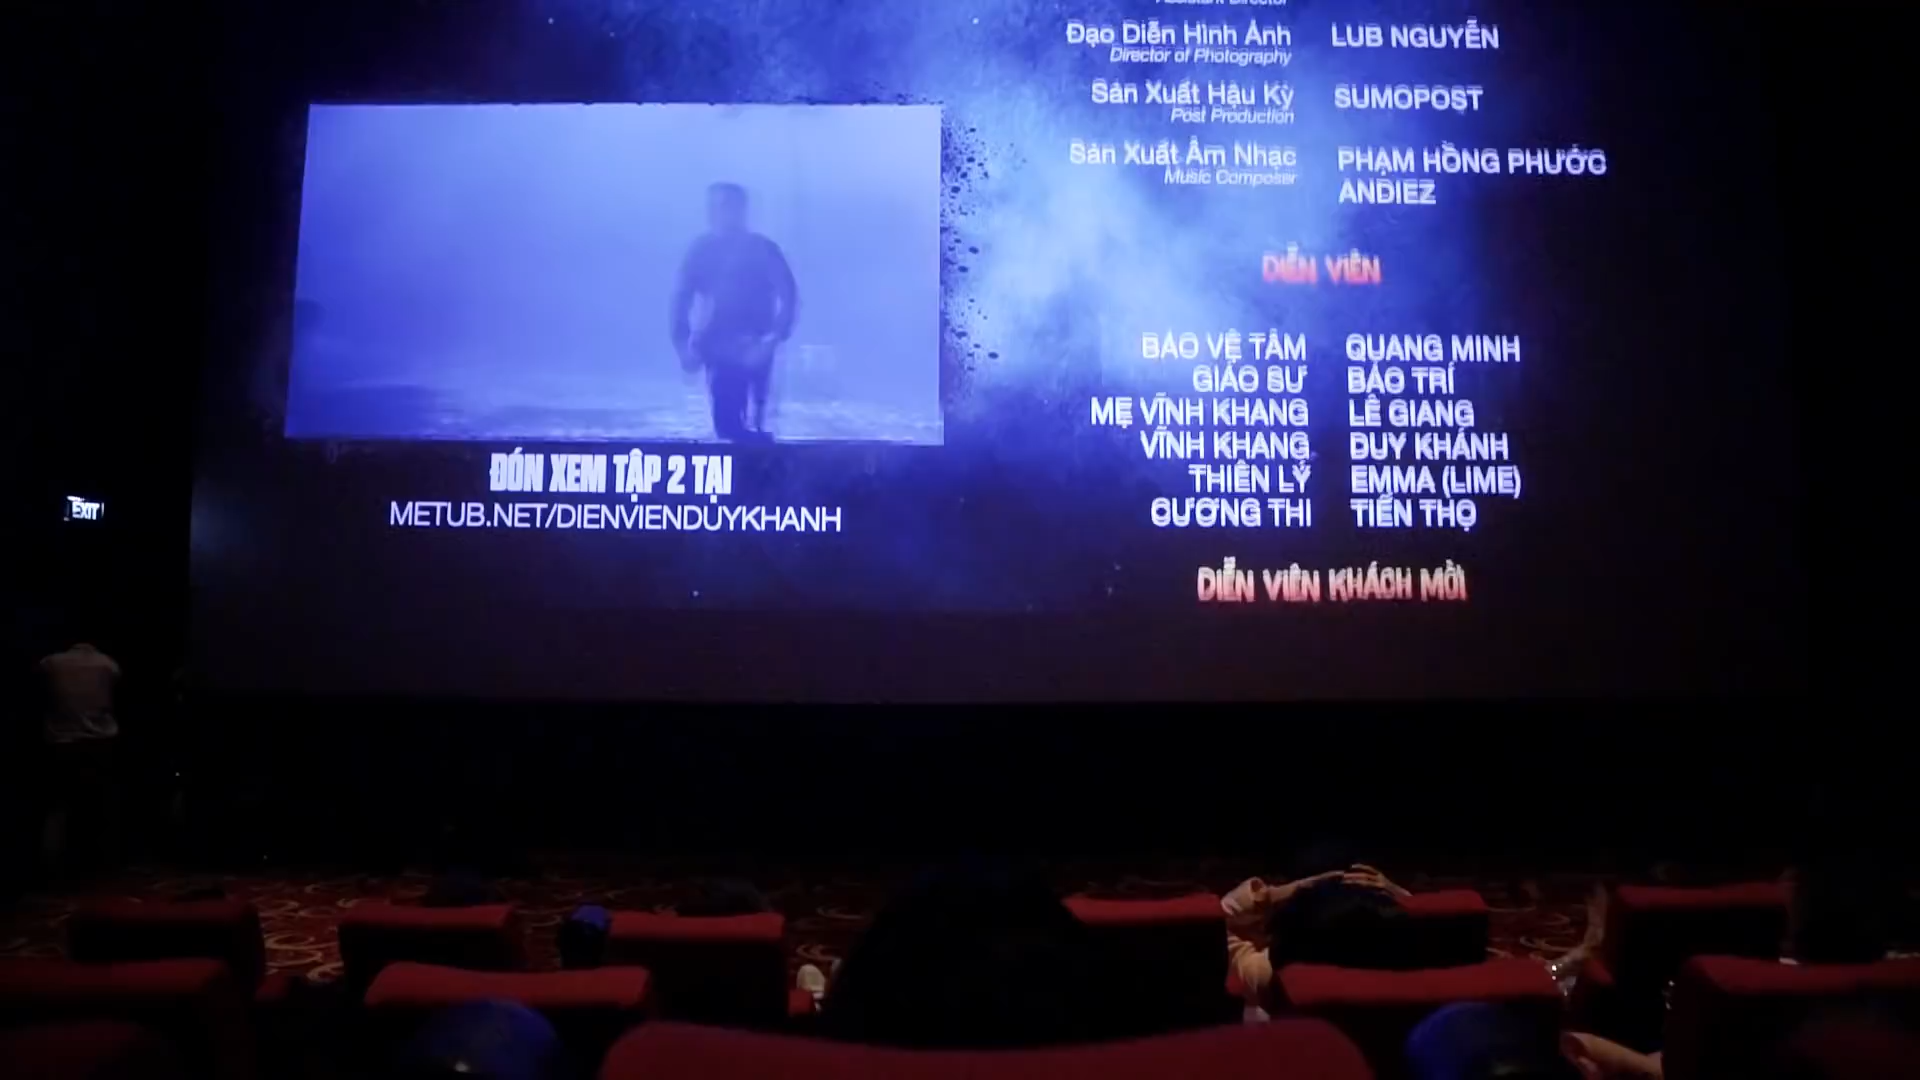 Assistant Director
Đạo Diễn Hình Ảnh LUB NGUYỄN
Director of Photography
Sản Xuất Hậu Kỳ SUMOPOST
Post Production
Sản Xuất Âm Nhạc PHẠM HỒNG PHƯỚC
Music Composer ANDIEZ
DIỄN VIÊN
BẢO VỆ TÂM QUANG MINH
GIÁO SƯ BẢO TRÍ
MẸ VĨNH KHANG LÊ GIANG
VĨNH KHANG DUY KHÁNH
THIÊN LÝ EMMA (LIME)
CƯƠNG THI TIẾN THỌ
DIỄN VIÊN KHÁCH MỜI
ĐÓN XEM TẬP 2 TẠI
METUB.NET/DIENVIENDUYKHANH
EXIT